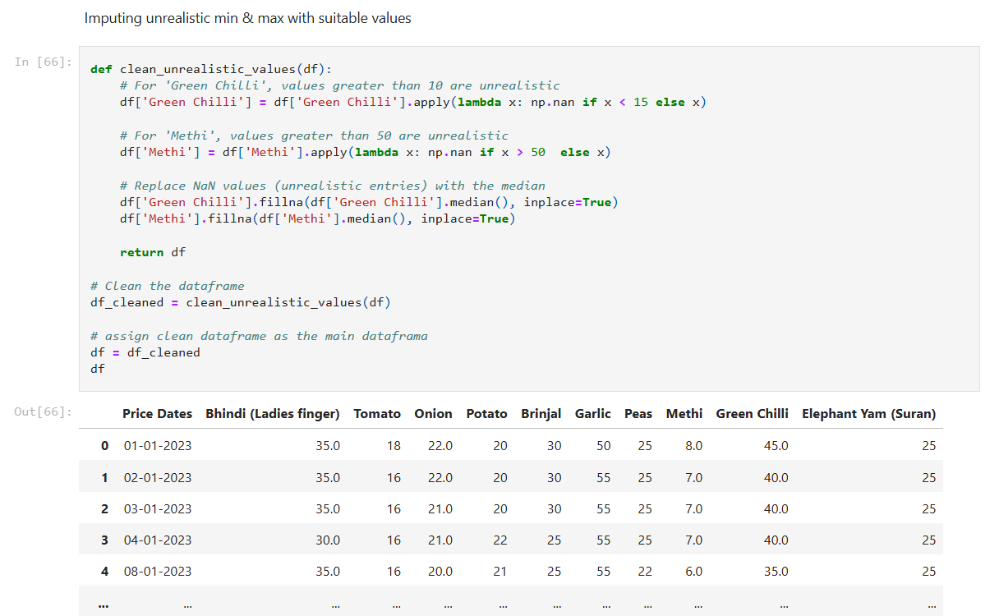 Imputing unrealistic min & max with suitable values
In [66]:
def clean_unrealistic_values(df):
    # For 'Green Chilli', values greater than 10 are unrealistic
    df['Green Chilli'] = df['Green Chilli'].apply(lambda x: np.nan if x < 15 else x)

    # For 'Methi', values greater than 50 are unrealistic
    df['Methi'] = df['Methi'].apply(lambda x: np.nan if x > 50  else x)

    # Replace NaN values (unrealistic entries) with the median
    df['Green Chilli'].fillna(df['Green Chilli'].median(), inplace=True)
    df['Methi'].fillna(df['Methi'].median(), inplace=True)

    return df

# Clean the dataframe
df_cleaned = clean_unrealistic_values(df)

# assign clean dataframe as the main dataframa
df = df_cleaned
df
Out[66]:
Price Dates Bhindi (Ladies finger) Tomato Onion Potato Brinjal Garlic Peas Methi Green Chilli Elephant Yam (Suran)
0 01-01-2023 35.0 18 22.0 20 30 50 25 8.0 45.0 25
1 02-01-2023 35.0 16 22.0 20 30 55 25 7.0 40.0 25
2 03-01-2023 35.0 16 21.0 20 30 55 25 7.0 40.0 25
3 04-01-2023 30.0 16 21.0 22 25 55 25 7.0 40.0 25
4 08-01-2023 35.0 16 20.0 21 25 55 22 6.0 35.0 25
... ... ... ... ... ... ... ... ... ... ... ...